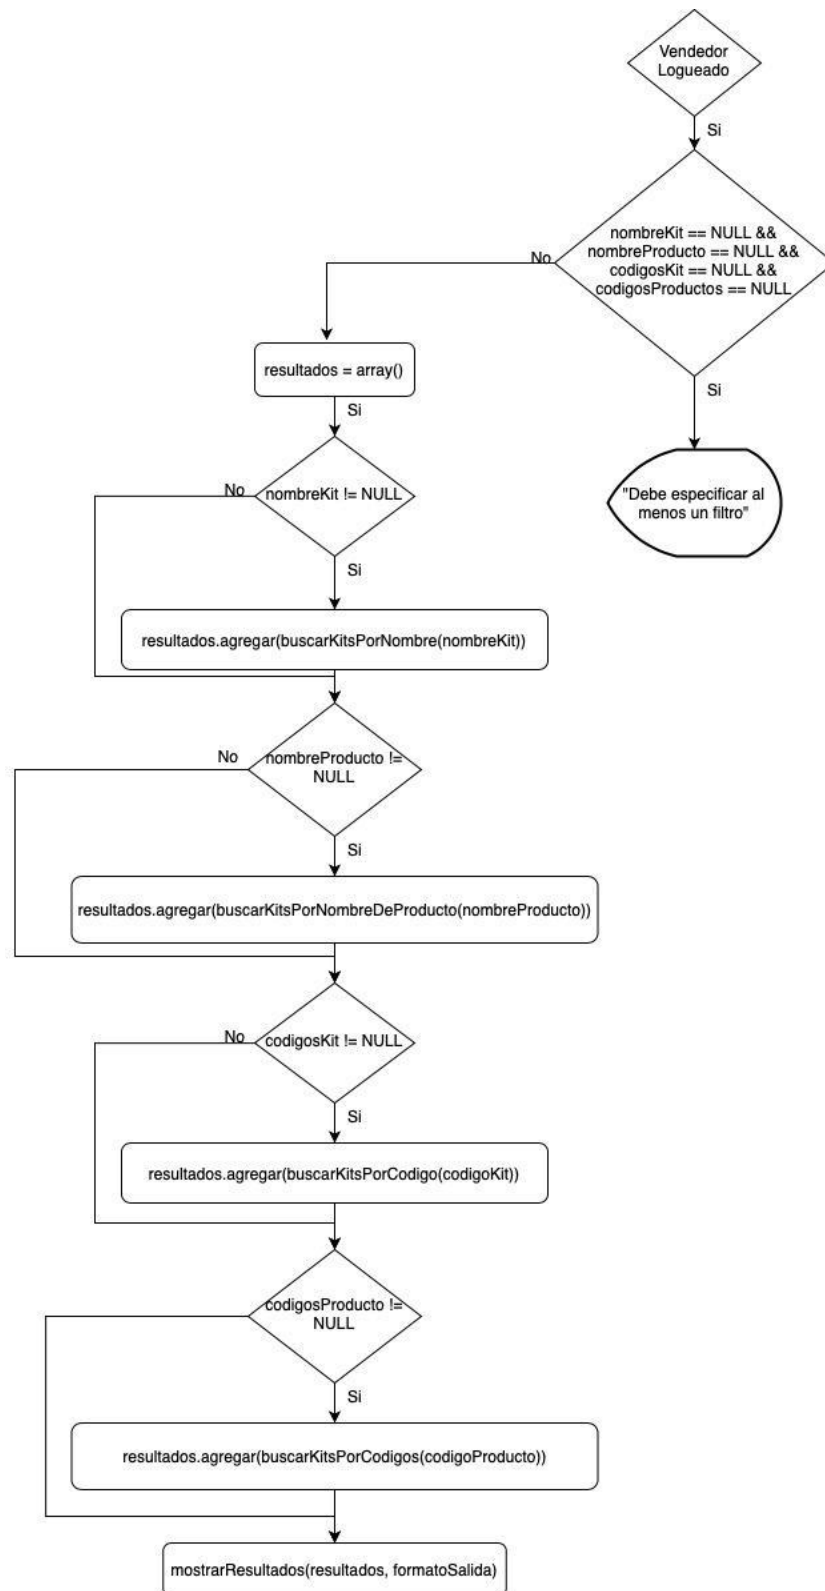 Vendedor
Logueado
Si
nombreKit == NULL &&
nombreProducto == NULL &&
codigosKit == NULL &&
codigosProductos == NULL
No
Si
"Debe especificar al
menos un filtro"
resultados = array()
Si
nombreKit != NULL
No
Si
resultados.agregar(buscarKitsPorNombre(nombreKit))
nombreProducto !=
NULL
No
Si
resultados.agregar(buscarKitsPorNombreDeProducto(nombreProducto))
codigosKit != NULL
No
Si
resultados.agregar(buscarKitsPorCodigo(codigoKit))
codigosProducto !=
NULL
Si
resultados.agregar(buscarKitsPorCodigos(codigoProducto))
mostrarResultados(resultados, formatoSalida)